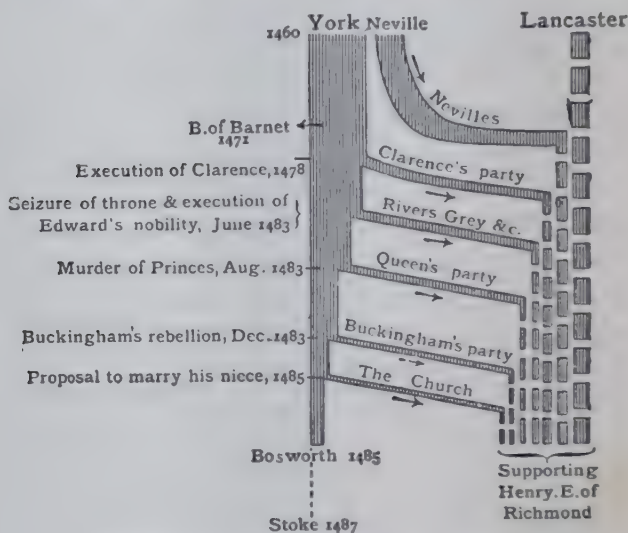 York Neville
Lancaster
1460
Nevilles
B. of Barnet
1471
Clarence's party
Execution of Clarence, 1478
Rivers Grey &c.
Seizure of throne & execution of
Edward's nobility, June 1483
Queen's party
Murder of Princes, Aug. 1483
Buckingham's party
Buckingham's rebellion, Dec. 1483
The Church
Proposal to marry his niece, 1485
Bosworth 1485
Supporting
Henry. E. of
Richmond
Stoke 1487